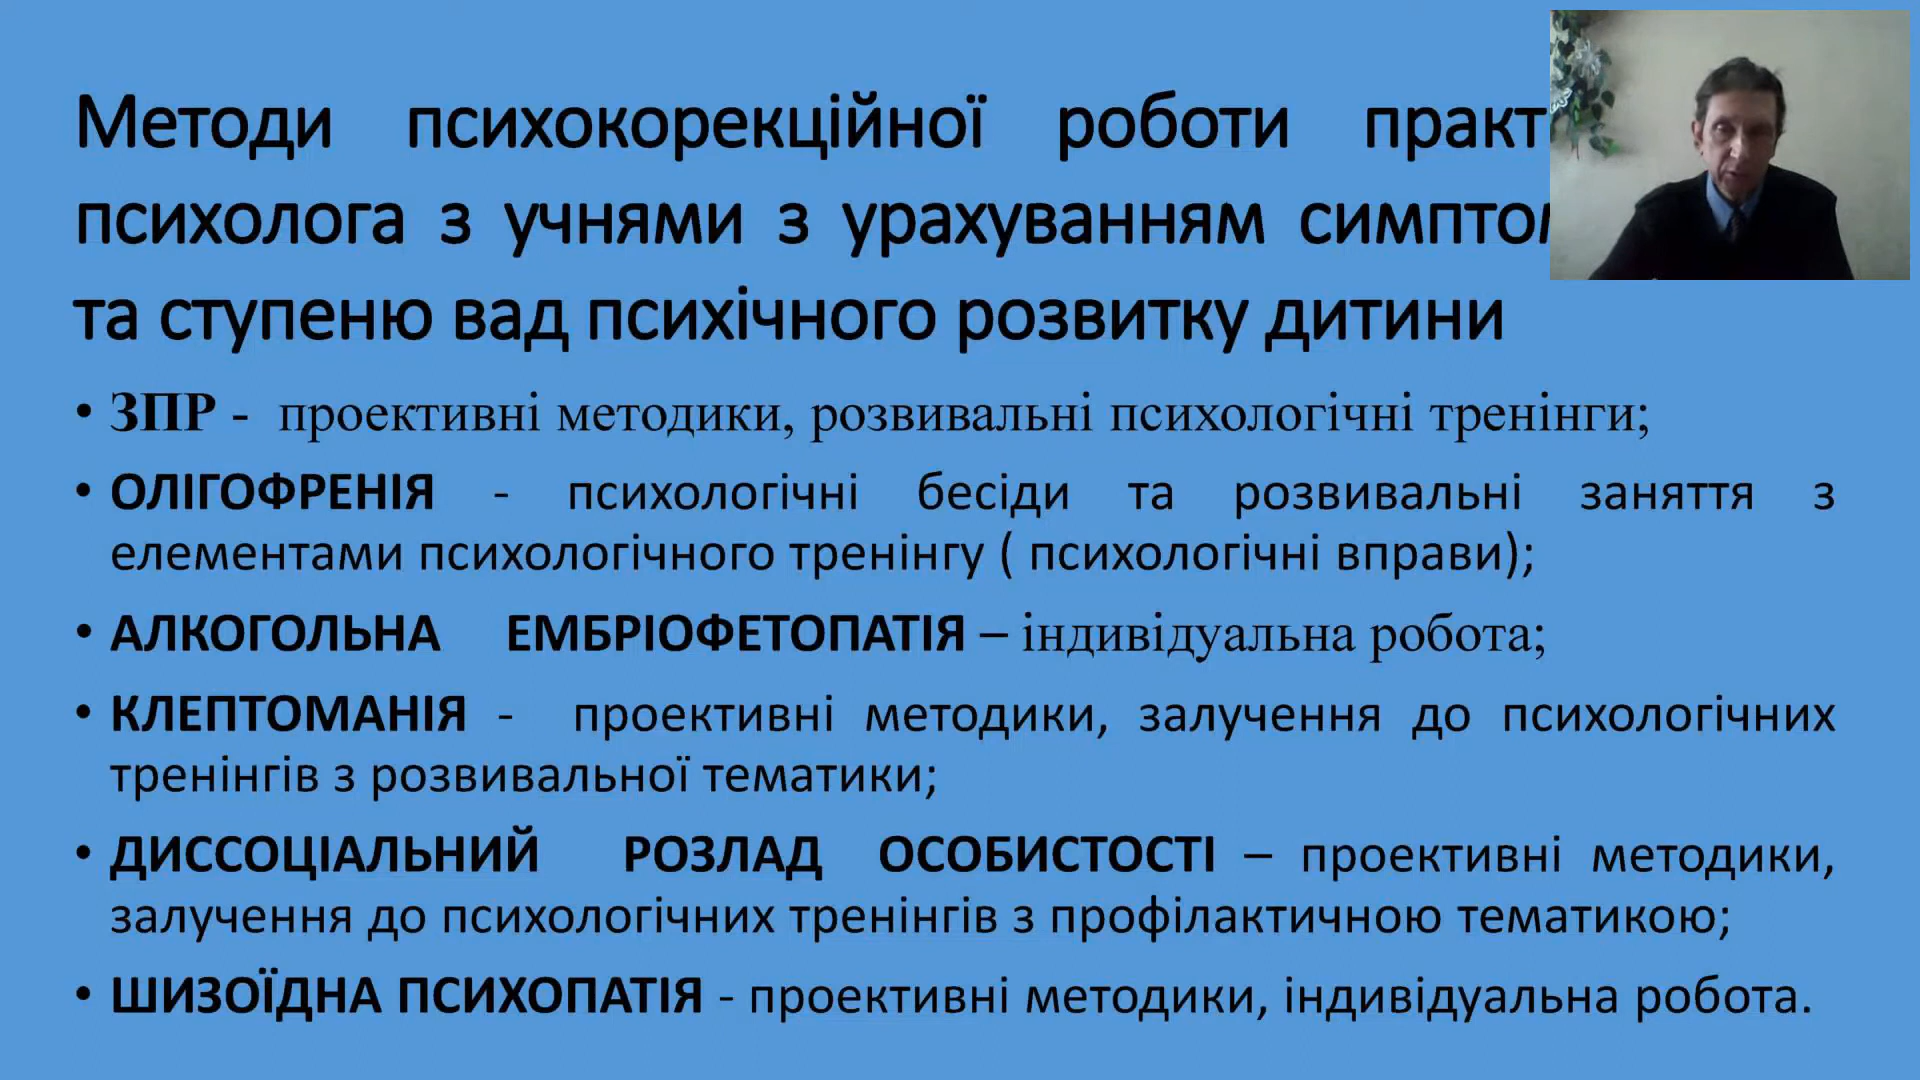 Методи психокорекційної роботи
психолога з учнями з урахуванням
та ступеню вад психічного розвитку дитини
• ЗПР - проективні методики, розвивальні психологічні тренінги;
• ОЛІГОФРЕНІЯ - психологічні бесіди та розвивальні заняття з
елементами психологічного тренінгу ( психологічні вправи);
• АЛКОГОЛЬНА ЕМБРІОФЕТОПАТІЯ – індивідуальна робота;
• КЛЕПТОМАНІЯ - проективні методики, залучення до психологічних
тренінгів з розвивальної тематики;
• ДИССОЦІАЛЬНИЙ РОЗЛАД ОСОБИСТОСТІ – проективні методики,
залучення до психологічних тренінгів з профілактичною тематикою;
• ШИЗОЇДНА ПСИХОПАТІЯ - проективні методики, індивідуальна робота.